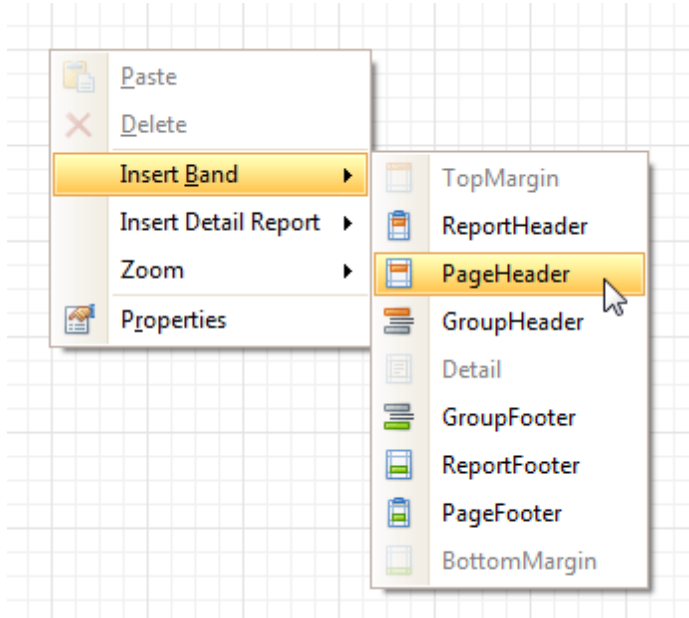 Paste
Delete
Insert Band
Insert Detail Report
Zoom
Properties
TopMargin
ReportHeader
PageHeader
GroupHeader
Detail
GroupFooter
ReportFooter
PageFooter
BottomMargin